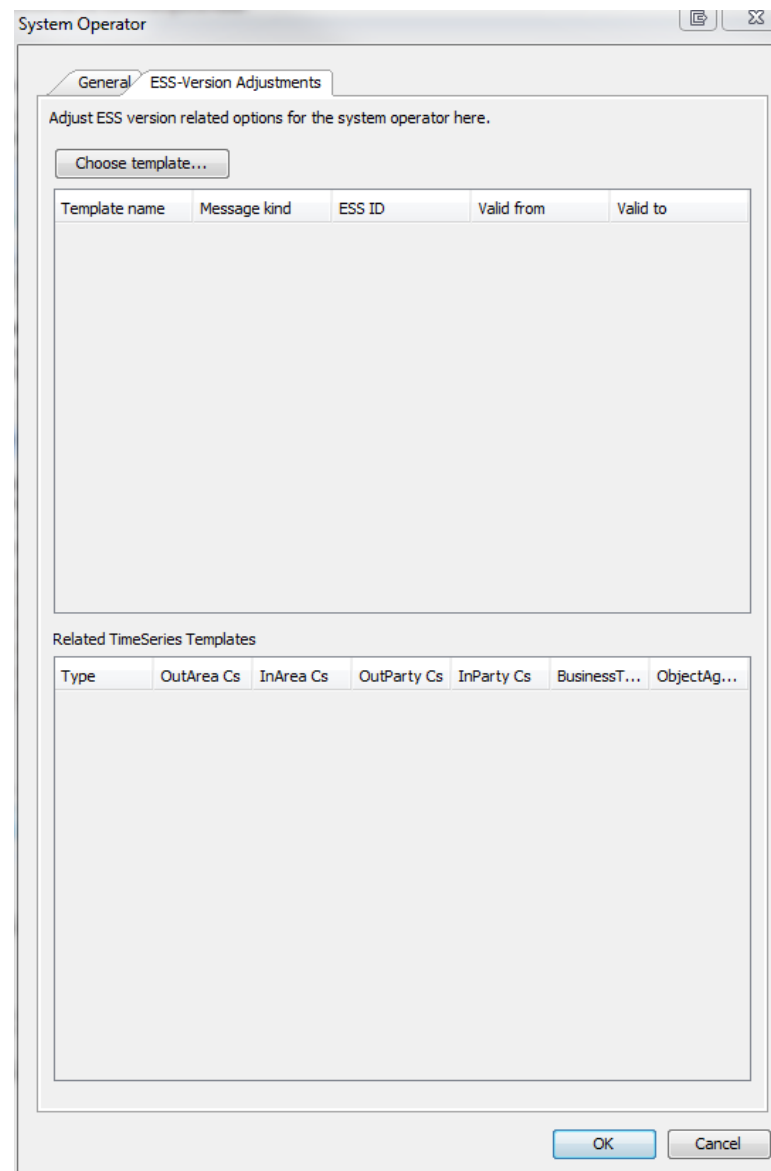 System Operator
General ESS-Version Adjustments
Adjust ESS version related options for the system operator here.
Choose template...
Template name Message kind ESS ID Valid from Valid to
Related TimeSeries Templates
Type OutArea Cs InArea Cs OutParty Cs InParty Cs BusinessT... ObjectAg...
OK Cancel